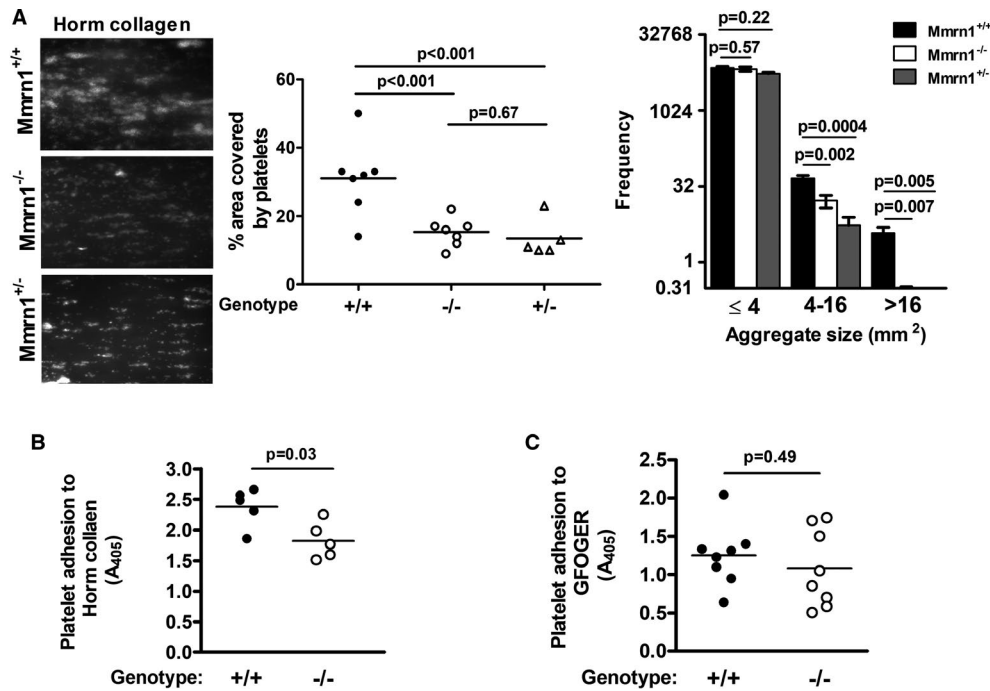 A
Horm collagen
Mmrn1+/+
Mmrn1-/-
Mmrn1+/-
% area covered
by platelets
60
40
20
0
p<0.001
p<0.001
p=0.67
Genotype
+/+
-/-
+/-
Frequency
32768
1024
32
1
0.31
p=0.22
p=0.57
p=0.0004
p=0.002
p=0.005
p=0.007
Mmrn1+/+
Mmrn1-/-
Mmrn1+/-
≤ 4
4-16
>16
Aggregate size (mm2)
B
Platelet adhesion to
Horm collaen
(A405)
p=0.03
3.0
2.5
2.0
1.5
1.0
0.5
0.0
Genotype:
+/+
-/-
C
Platelet adhesion to
GFOGER
(A405)
p=0.49
2.5
2.0
1.5
1.0
0.5
0.0
Genotype:
+/+
-/-